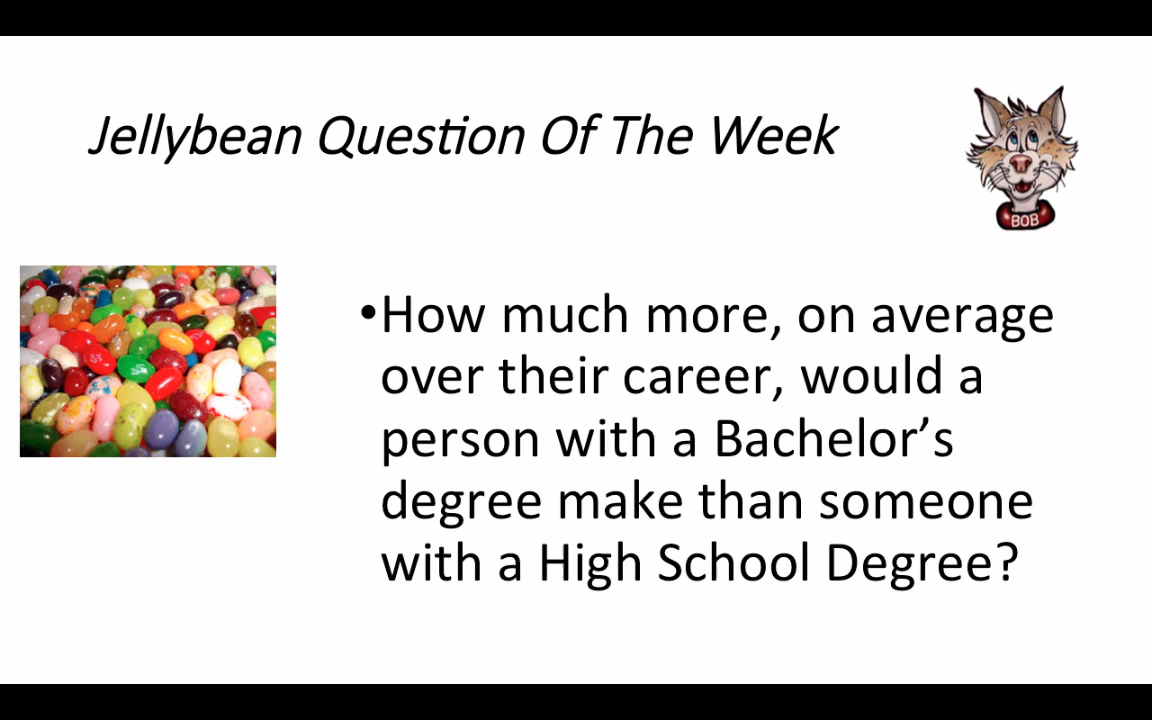 Jellybean Question Of The Week
BOB
•How much more, on average
over their career, would a
person with a Bachelor’s
degree make than someone
with a High School Degree?